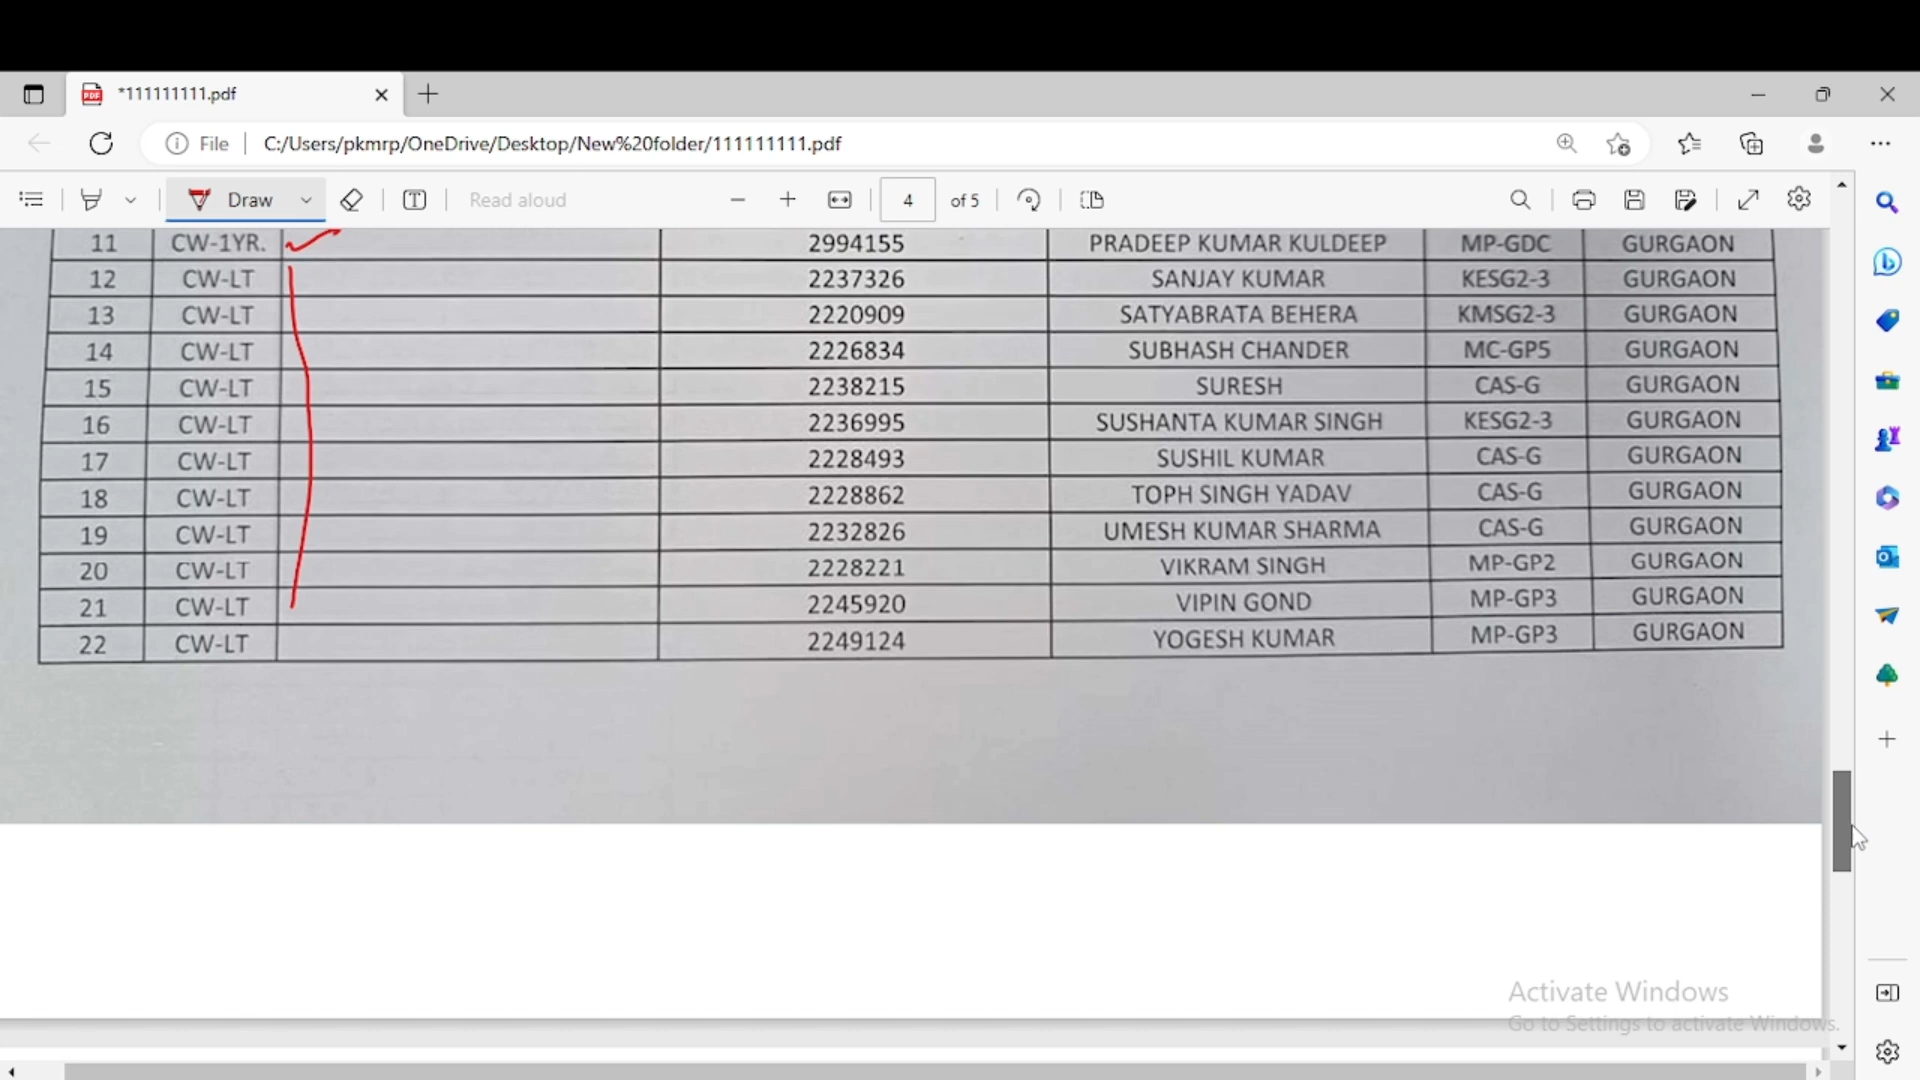 *111111111.pdf
File C:/Users/pkmrp/OneDrive/Desktop/New%20folder/111111111.pdf
Draw Read aloud 4 of 5
11 CW-1YR. 2994155 PRADEEP KUMAR KULDEEP MP-GDC GURGAON
12 CW-LT 2237326 SANJAY KUMAR KESG2-3 GURGAON
13 CW-LT 2220909 SATYABRATA BEHERA KMSG2-3 GURGAON
14 CW-LT 2226834 SUBHASH CHANDER MC-GP5 GURGAON
15 CW-LT 2238215 SURESH CAS-G GURGAON
16 CW-LT 2236995 SUSHANTA KUMAR SINGH KESG2-3 GURGAON
17 CW-LT 2228493 SUSHIL KUMAR CAS-G GURGAON
18 CW-LT 2228862 TOPH SINGH YADAV CAS-G GURGAON
19 CW-LT 2232826 UMESH KUMAR SHARMA CAS-G GURGAON
20 CW-LT 2228221 VIKRAM SINGH MP-GP2 GURGAON
21 CW-LT 2245920 VIPIN GOND MP-GP3 GURGAON
22 CW-LT 2249124 YOGESH KUMAR MP-GP3 GURGAON
Activate Windows
Go to Settings to activate Windows.